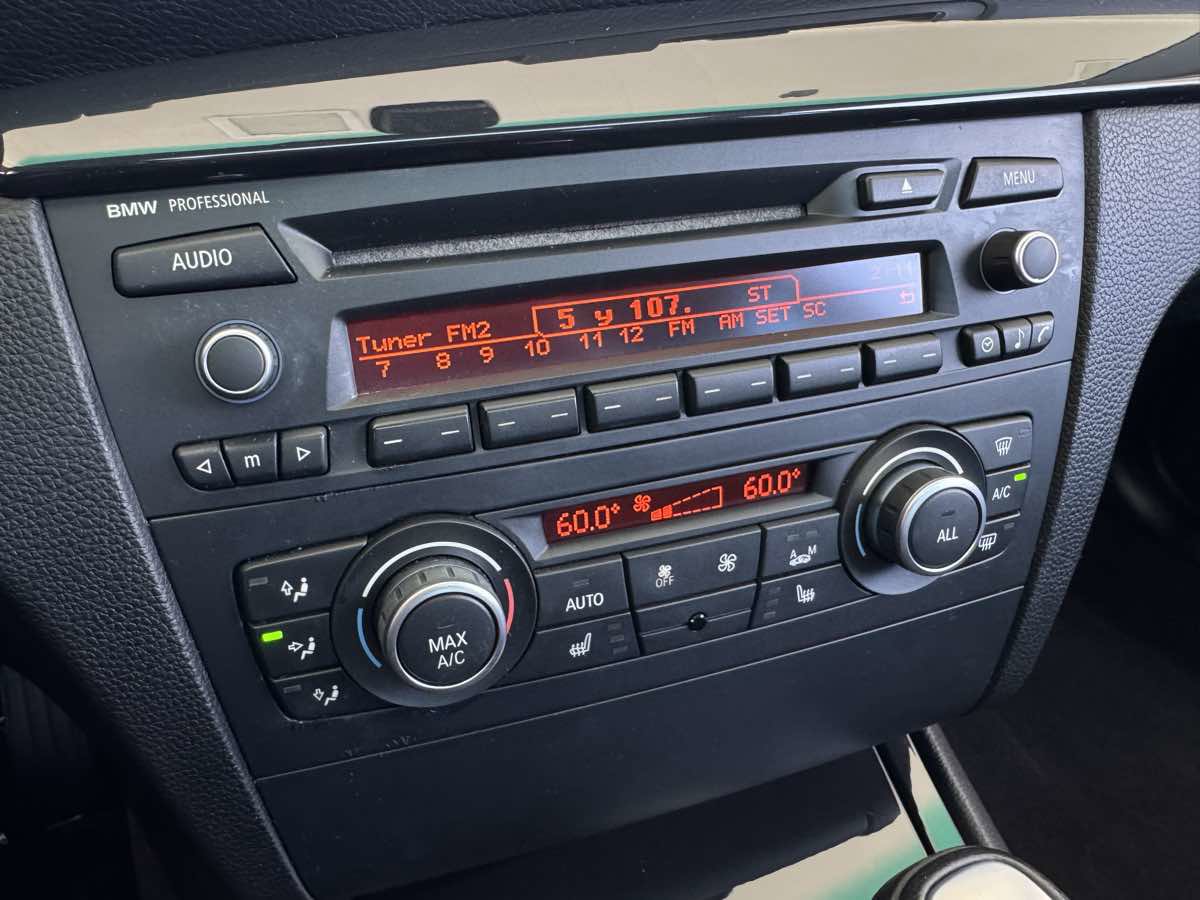 BMW PROFESSIONAL
MENU
AUDIO
Tuner FM2 5 y 107. ST
7 8 9 10 11 12 FM AM SET SC
m
60.0° 60.0°
A/C
ALL
A M
OFF
AUTO
MAX
A/C